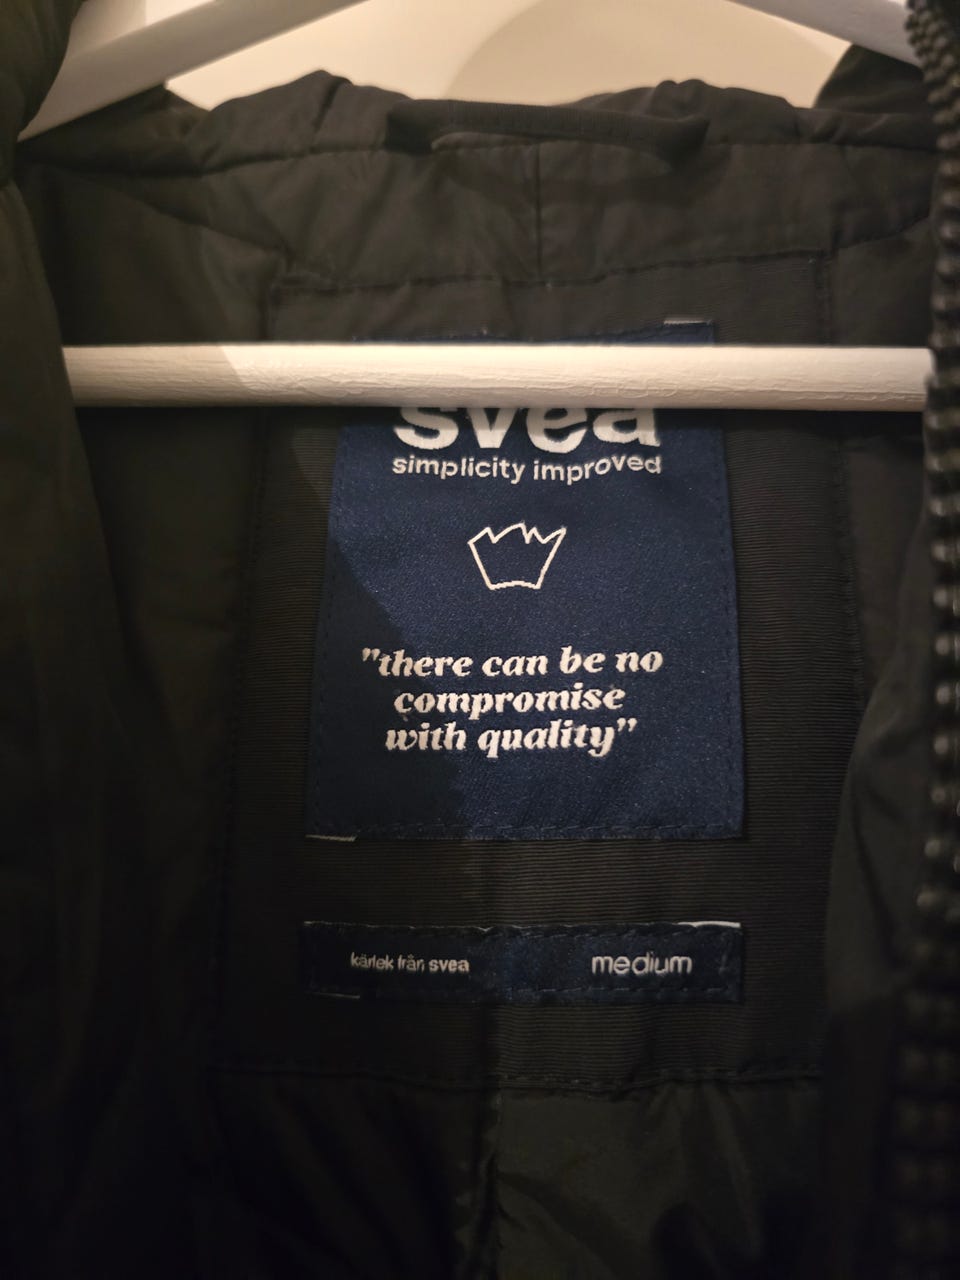 svea
simplicity improved
"there can be no
compromise
with quality"
kärlek från svea
medium